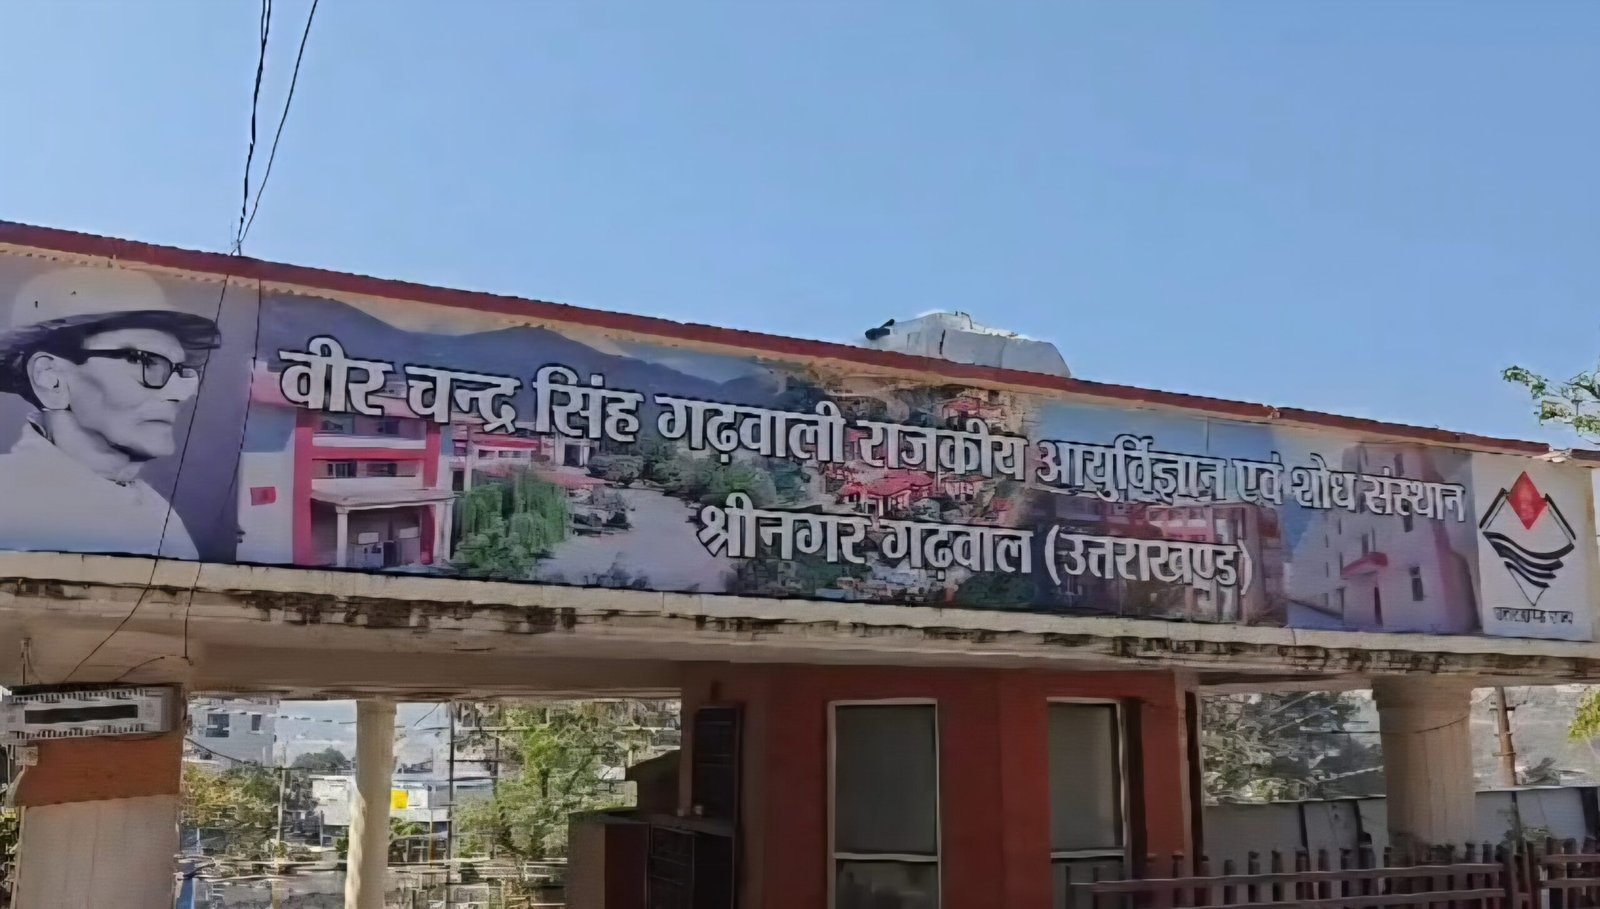 वीर चन्द्र सिंह गढ़वाली राजकीय आयुर्विज्ञान एवं शोध संस्थान
श्रीनगर गढ़वाल (उत्तराखण्ड)